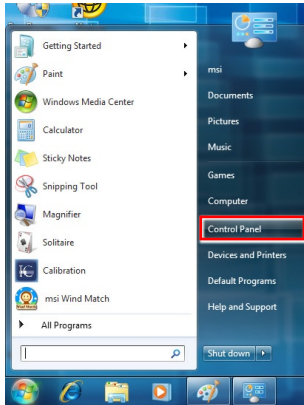 Getting Started
Paint
Windows Media Center
Calculator
Sticky Notes
Snipping Tool
Magnifier
Solitaire
Calibration
msi Wind Match
All Programs
msi
Documents
Pictures
Music
Games
Computer
Control Panel
Devices and Printers
Default Programs
Help and Support
Shut down